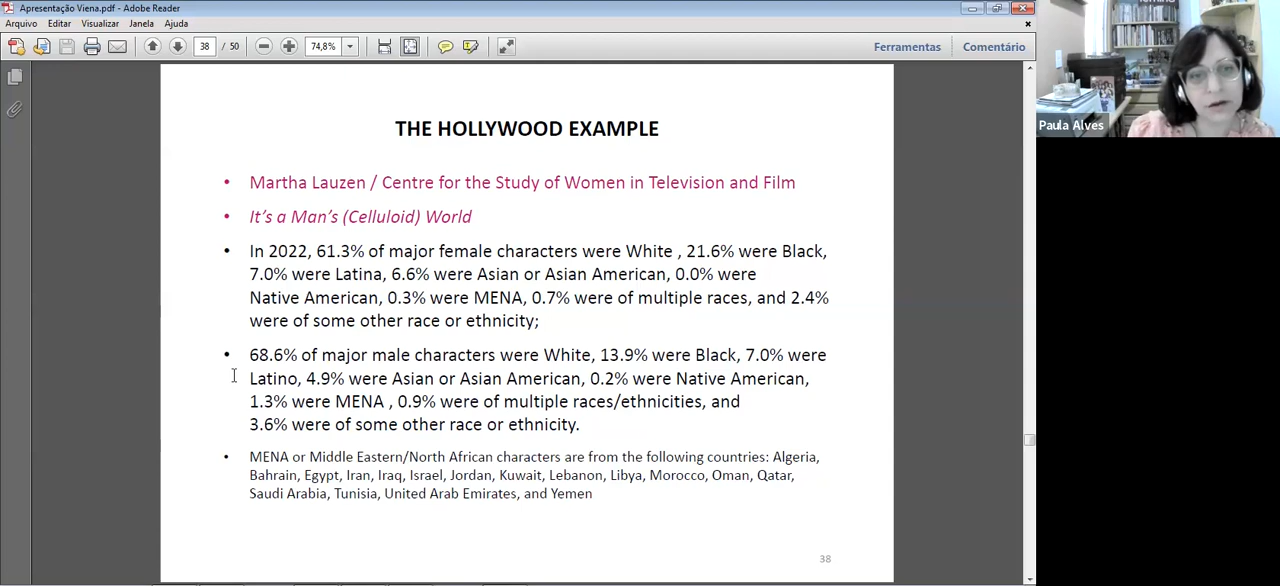 Apresentação Viena.pdf - Adobe Reader
Arquivo Editar Visualizar Janela Ajuda
38 / 50 74,8% Ferramentas Comentário
Paula Alves
THE HOLLYWOOD EXAMPLE
• Martha Lauzen / Centre for the Study of Women in Television and Film
• It's a Man's (Celluloid) World
• In 2022, 61.3% of major female characters were White , 21.6% were Black,
7.0% were Latina, 6.6% were Asian or Asian American, 0.0% were
Native American, 0.3% were MENA, 0.7% were of multiple races, and 2.4%
were of some other race or ethnicity;
• 68.6% of major male characters were White, 13.9% were Black, 7.0% were
Latino, 4.9% were Asian or Asian American, 0.2% were Native American,
1.3% were MENA , 0.9% were of multiple races/ethnicities, and
3.6% were of some other race or ethnicity.
• MENA or Middle Eastern/North African characters are from the following countries: Algeria,
Bahrain, Egypt, Iran, Iraq, Israel, Jordan, Kuwait, Lebanon, Libya, Morocco, Oman, Qatar,
Saudi Arabia, Tunisia, United Arab Emirates, and Yemen
38